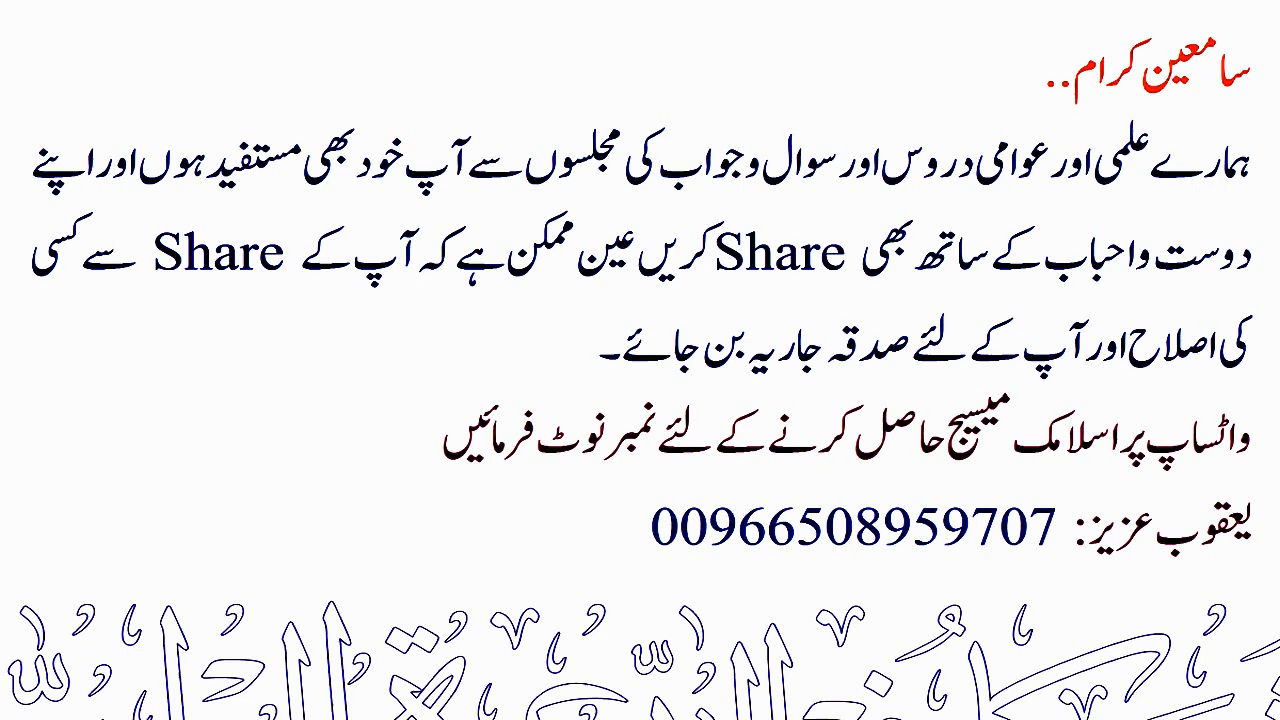 سامعین کرام..
ہمارے علمی اور عوامی دروس اور سوال و جواب کی مجلسوں سے آپ خود بھی مستفید ہوں اور اپنے
دوست و احباب کے ساتھ بھی Share کریں عین ممکن ہے کہ آپ کے Share سے کسی
کی اصلاح اور آپ کے لئے صدقہ جاریہ بن جائے۔
واٹساپ پر اسلامک میسیج حاصل کرنے کے لئے نمبر نوٹ فرمائیں
یعقوب عزیز: 00966508959707